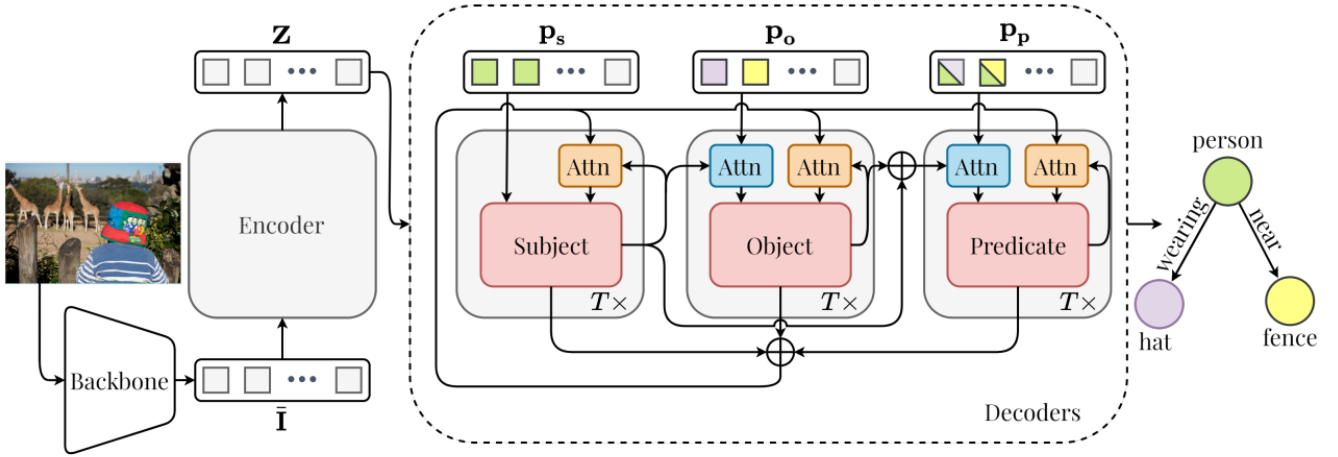 Z
p_s
p_o
p_p
Encoder
Attn
Attn
Attn
Attn
Attn
Subject
Object
Predicate
T×
T×
T×
Backbone
Ī
Decoders
person
wearing
near
hat
fence